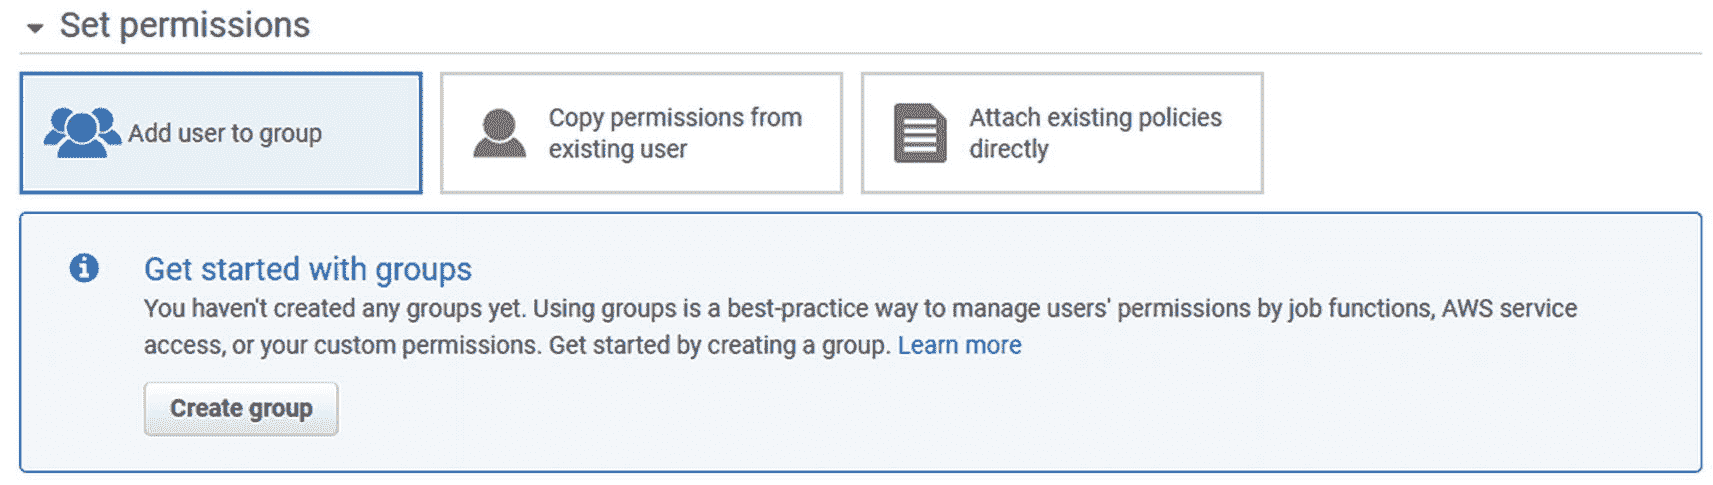 Set permissions
Add user to group
Copy permissions from
existing user
Attach existing policies
directly
Get started with groups
You haven't created any groups yet. Using groups is a best-practice way to manage users' permissions by job functions, AWS service
access, or your custom permissions. Get started by creating a group. Learn more
Create group